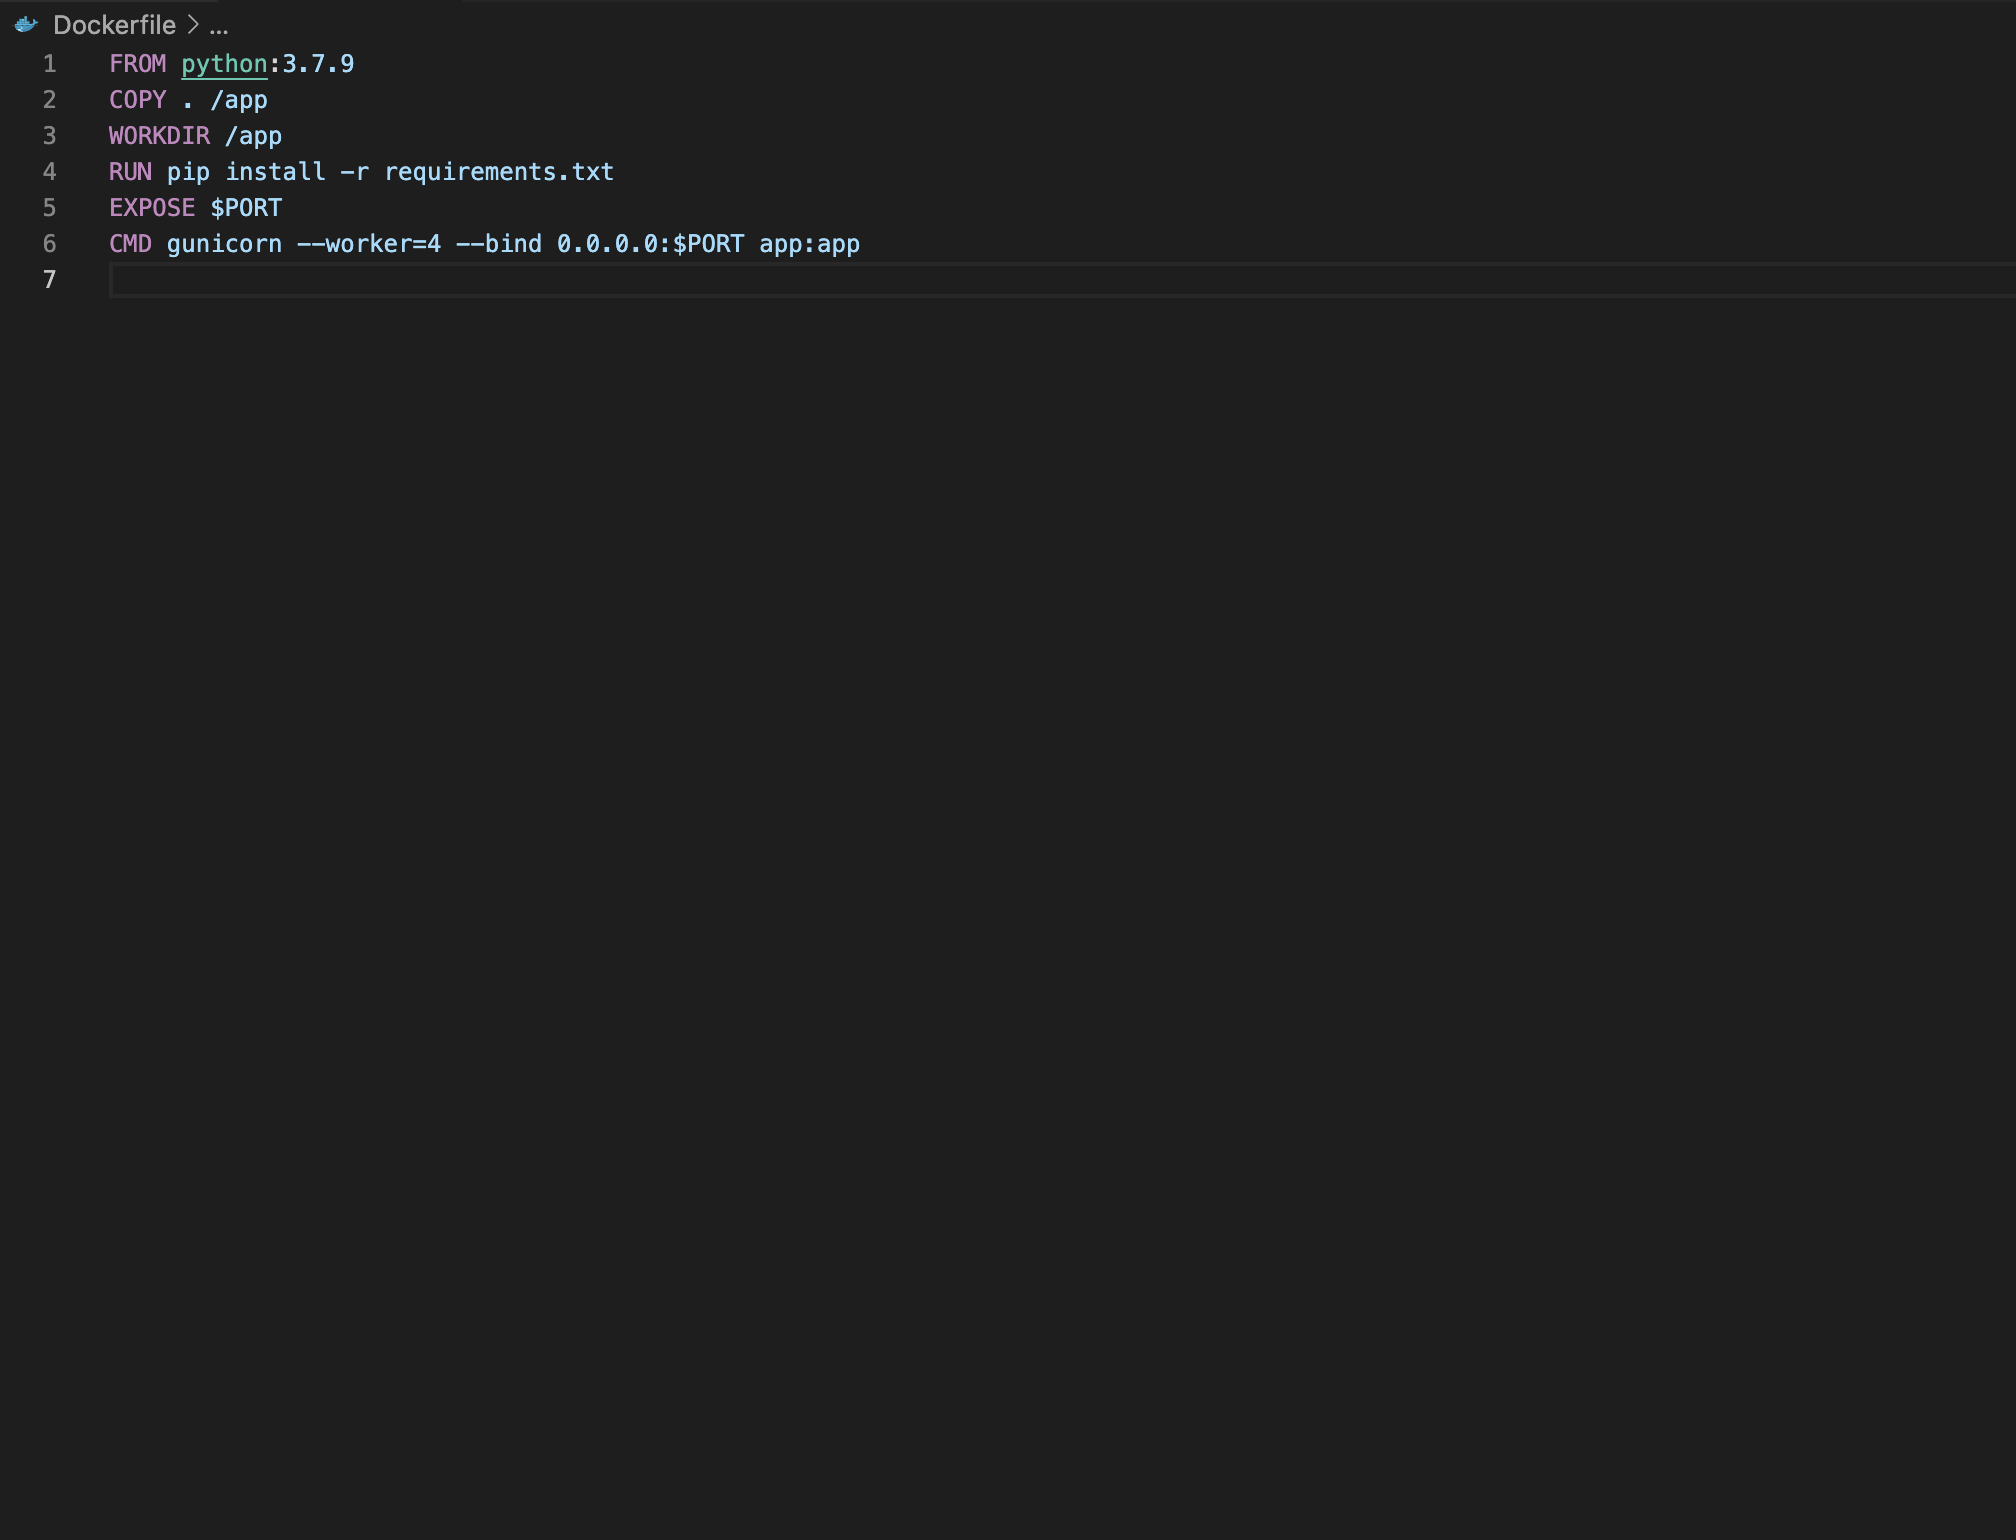 Dockerfile > ...
1 FROM python:3.7.9
2 COPY . /app
3 WORKDIR /app
4 RUN pip install -r requirements.txt
5 EXPOSE $PORT
6 CMD gunicorn --worker=4 --bind 0.0.0.0:$PORT app:app
7